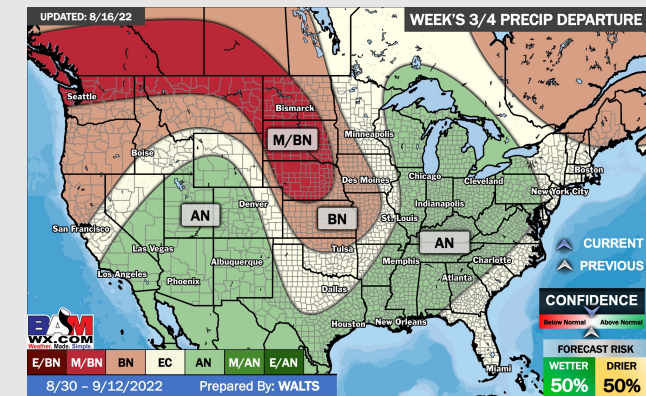 UPDATED: 8/16/22
WEEK'S 3/4 PRECIP DEPARTURE
Seattle
Bismarck
M/BN
Minneapolis
Boise
Boston
Des Moines
Chicago
Cleveland
New York City
Denver
AN
BN
St. Louis
Indianapolis
San Francisco
AN
CURRENT
Las Vegas
Tulsa
Albuquerque
Memphis
Charlotte
PREVIOUS
Los Angeles
Phoenix
Atlanta
Dallas
CONFIDENCE
Houston
New Orleans
Below Normal
Above Normal
BAM
WX.COM
Weather. Made. Simple.
FORECAST RISK
E/BN M/BN BN EC AN M/AN E/AN
Miami
WETTER
DRIER
8/30 – 9/12/2022
Prepared By: WALTS
50%
50%